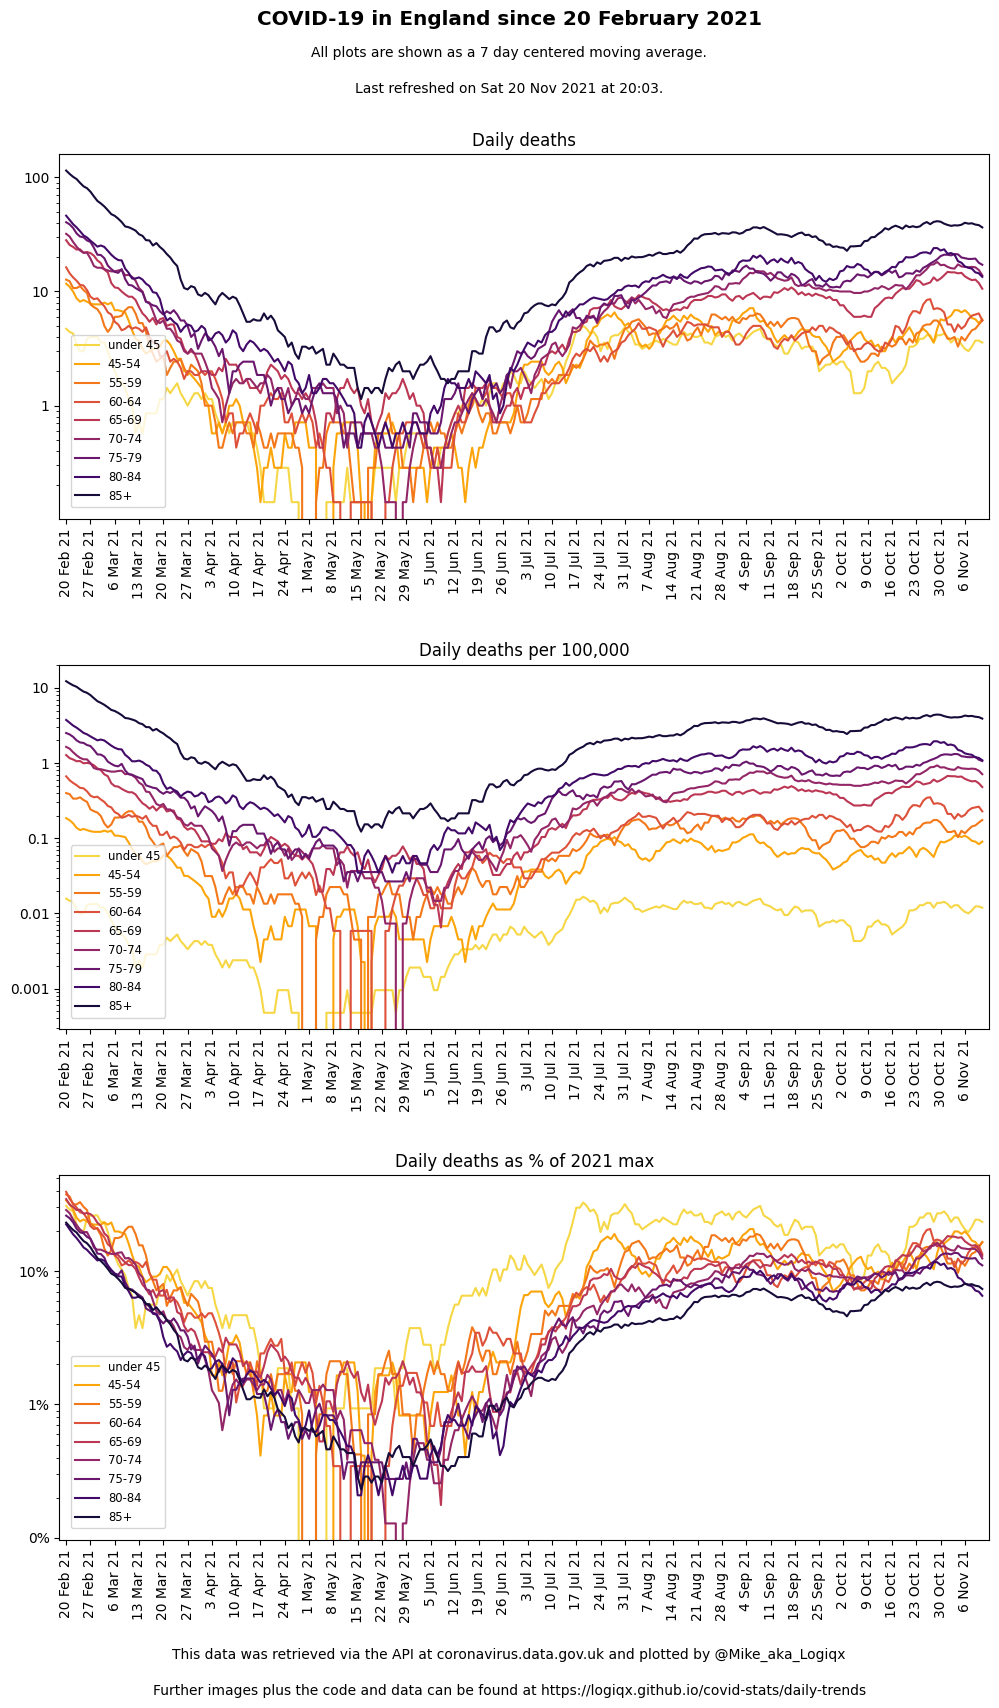 COVID-19 in England since 20 February 2021
All plots are shown as a 7 day centered moving average.
Last refreshed on Sat 20 Nov 2021 at 20:03.
Daily deaths
100
10
1
under 45
45-54
55-59
60-64
65-69
70-74
75-79
80-84
85+
20 Feb 21
27 Feb 21
6 Mar 21
13 Mar 21
20 Mar 21
27 Mar 21
3 Apr 21
10 Apr 21
17 Apr 21
24 Apr 21
1 May 21
8 May 21
15 May 21
22 May 21
29 May 21
5 Jun 21
12 Jun 21
19 Jun 21
26 Jun 21
3 Jul 21
10 Jul 21
17 Jul 21
24 Jul 21
31 Jul 21
7 Aug 21
14 Aug 21
21 Aug 21
28 Aug 21
4 Sep 21
11 Sep 21
18 Sep 21
25 Sep 21
2 Oct 21
9 Oct 21
16 Oct 21
23 Oct 21
30 Oct 21
6 Nov 21
Daily deaths per 100,000
10
1
0.1
0.01
0.001
under 45
45-54
55-59
60-64
65-69
70-74
75-79
80-84
85+
20 Feb 21
27 Feb 21
6 Mar 21
13 Mar 21
20 Mar 21
27 Mar 21
3 Apr 21
10 Apr 21
17 Apr 21
24 Apr 21
1 May 21
8 May 21
15 May 21
22 May 21
29 May 21
5 Jun 21
12 Jun 21
19 Jun 21
26 Jun 21
3 Jul 21
10 Jul 21
17 Jul 21
24 Jul 21
31 Jul 21
7 Aug 21
14 Aug 21
21 Aug 21
28 Aug 21
4 Sep 21
11 Sep 21
18 Sep 21
25 Sep 21
2 Oct 21
9 Oct 21
16 Oct 21
23 Oct 21
30 Oct 21
6 Nov 21
Daily deaths as % of 2021 max
10%
1%
0%
under 45
45-54
55-59
60-64
65-69
70-74
75-79
80-84
85+
20 Feb 21
27 Feb 21
6 Mar 21
13 Mar 21
20 Mar 21
27 Mar 21
3 Apr 21
10 Apr 21
17 Apr 21
24 Apr 21
1 May 21
8 May 21
15 May 21
22 May 21
29 May 21
5 Jun 21
12 Jun 21
19 Jun 21
26 Jun 21
3 Jul 21
10 Jul 21
17 Jul 21
24 Jul 21
31 Jul 21
7 Aug 21
14 Aug 21
21 Aug 21
28 Aug 21
4 Sep 21
11 Sep 21
18 Sep 21
25 Sep 21
2 Oct 21
9 Oct 21
16 Oct 21
23 Oct 21
30 Oct 21
6 Nov 21
This data was retrieved via the API at coronavirus.data.gov.uk and plotted by @Mike_aka_Logiqx
Further images plus the code and data can be found at https://logiqx.github.io/covid-stats/daily-trends